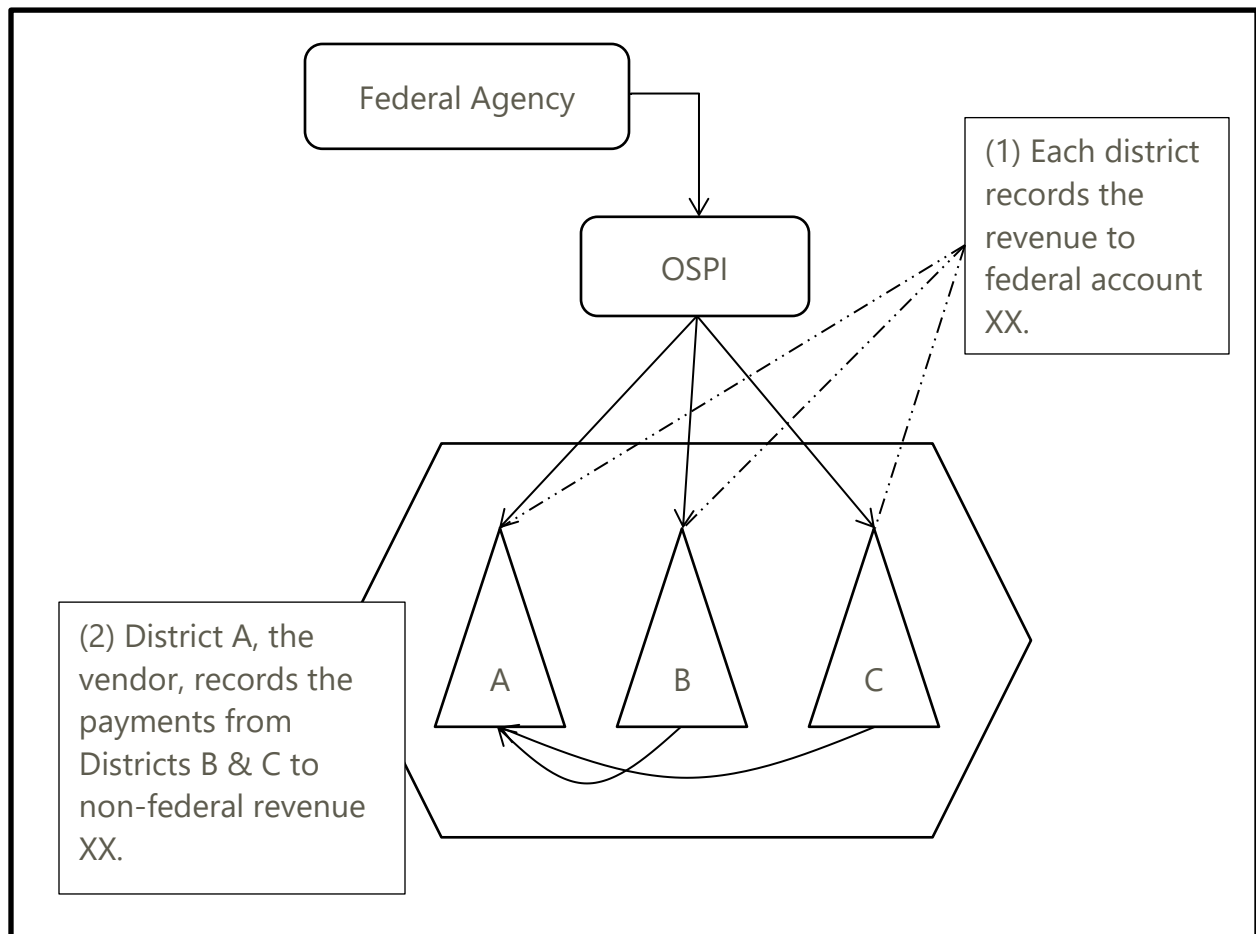 Federal Agency
(1) Each district
records the
revenue to
federal account
XX.
OSPI
(2) District A, the
vendor, records the
payments from
Districts B & C to
non-federal revenue
XX.
A
B
C